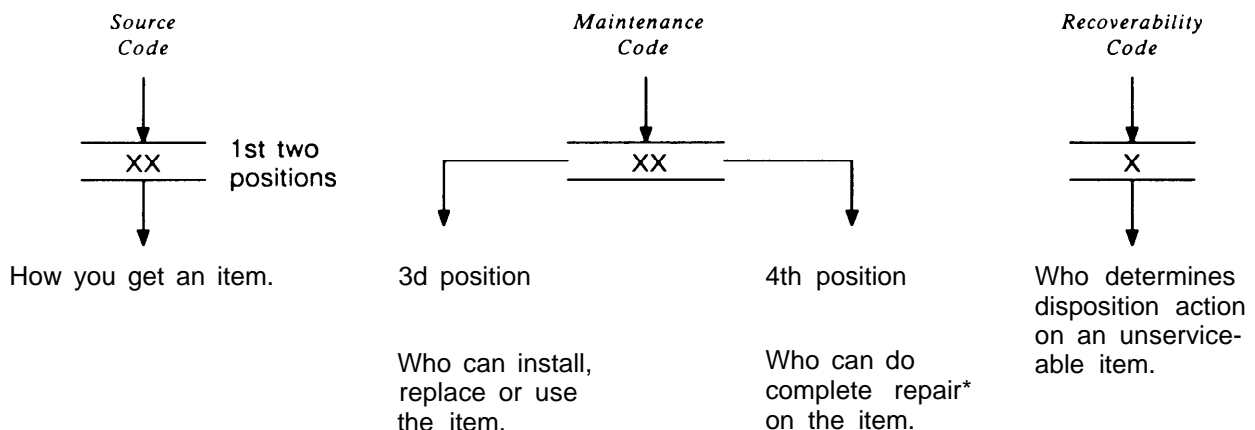 Source
Code
Maintenance
Code
Recoverability
Code
XX
1st two
positions
XX
X
How you get an item.
3d position
4th position
Who determines
disposition action
on an unservice-
able item.
Who can install,
replace or use
the item.
Who can do
complete repair*
on the item.